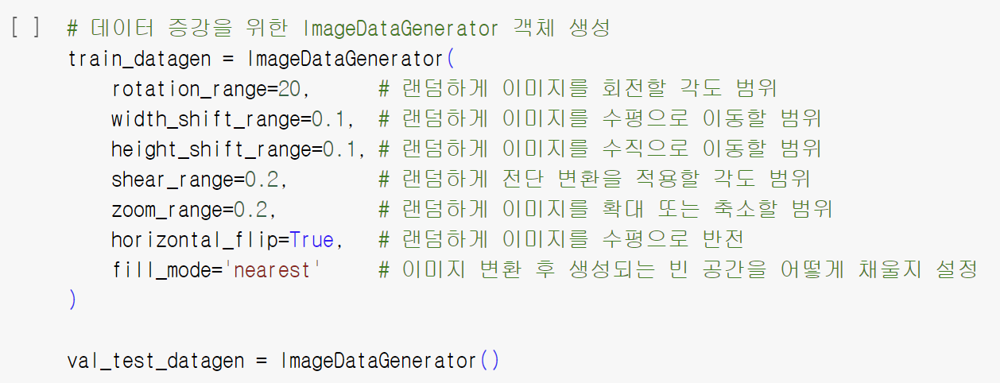 [ ] # 데이터 증강을 위한 ImageDataGenerator 객체 생성
train_datagen = ImageDataGenerator(
    rotation_range=20,      # 랜덤하게 이미지를 회전할 각도 범위
    width_shift_range=0.1,  # 랜덤하게 이미지를 수평으로 이동할 범위
    height_shift_range=0.1, # 랜덤하게 이미지를 수직으로 이동할 범위
    shear_range=0.2,        # 랜덤하게 전단 변환을 적용할 각도 범위
    zoom_range=0.2,         # 랜덤하게 이미지를 확대 또는 축소할 범위
    horizontal_flip=True,   # 랜덤하게 이미지를 수평으로 반전
    fill_mode='nearest'     # 이미지 변환 후 생성되는 빈 공간을 어떻게 채울지 설정
)
val_test_datagen = ImageDataGenerator()